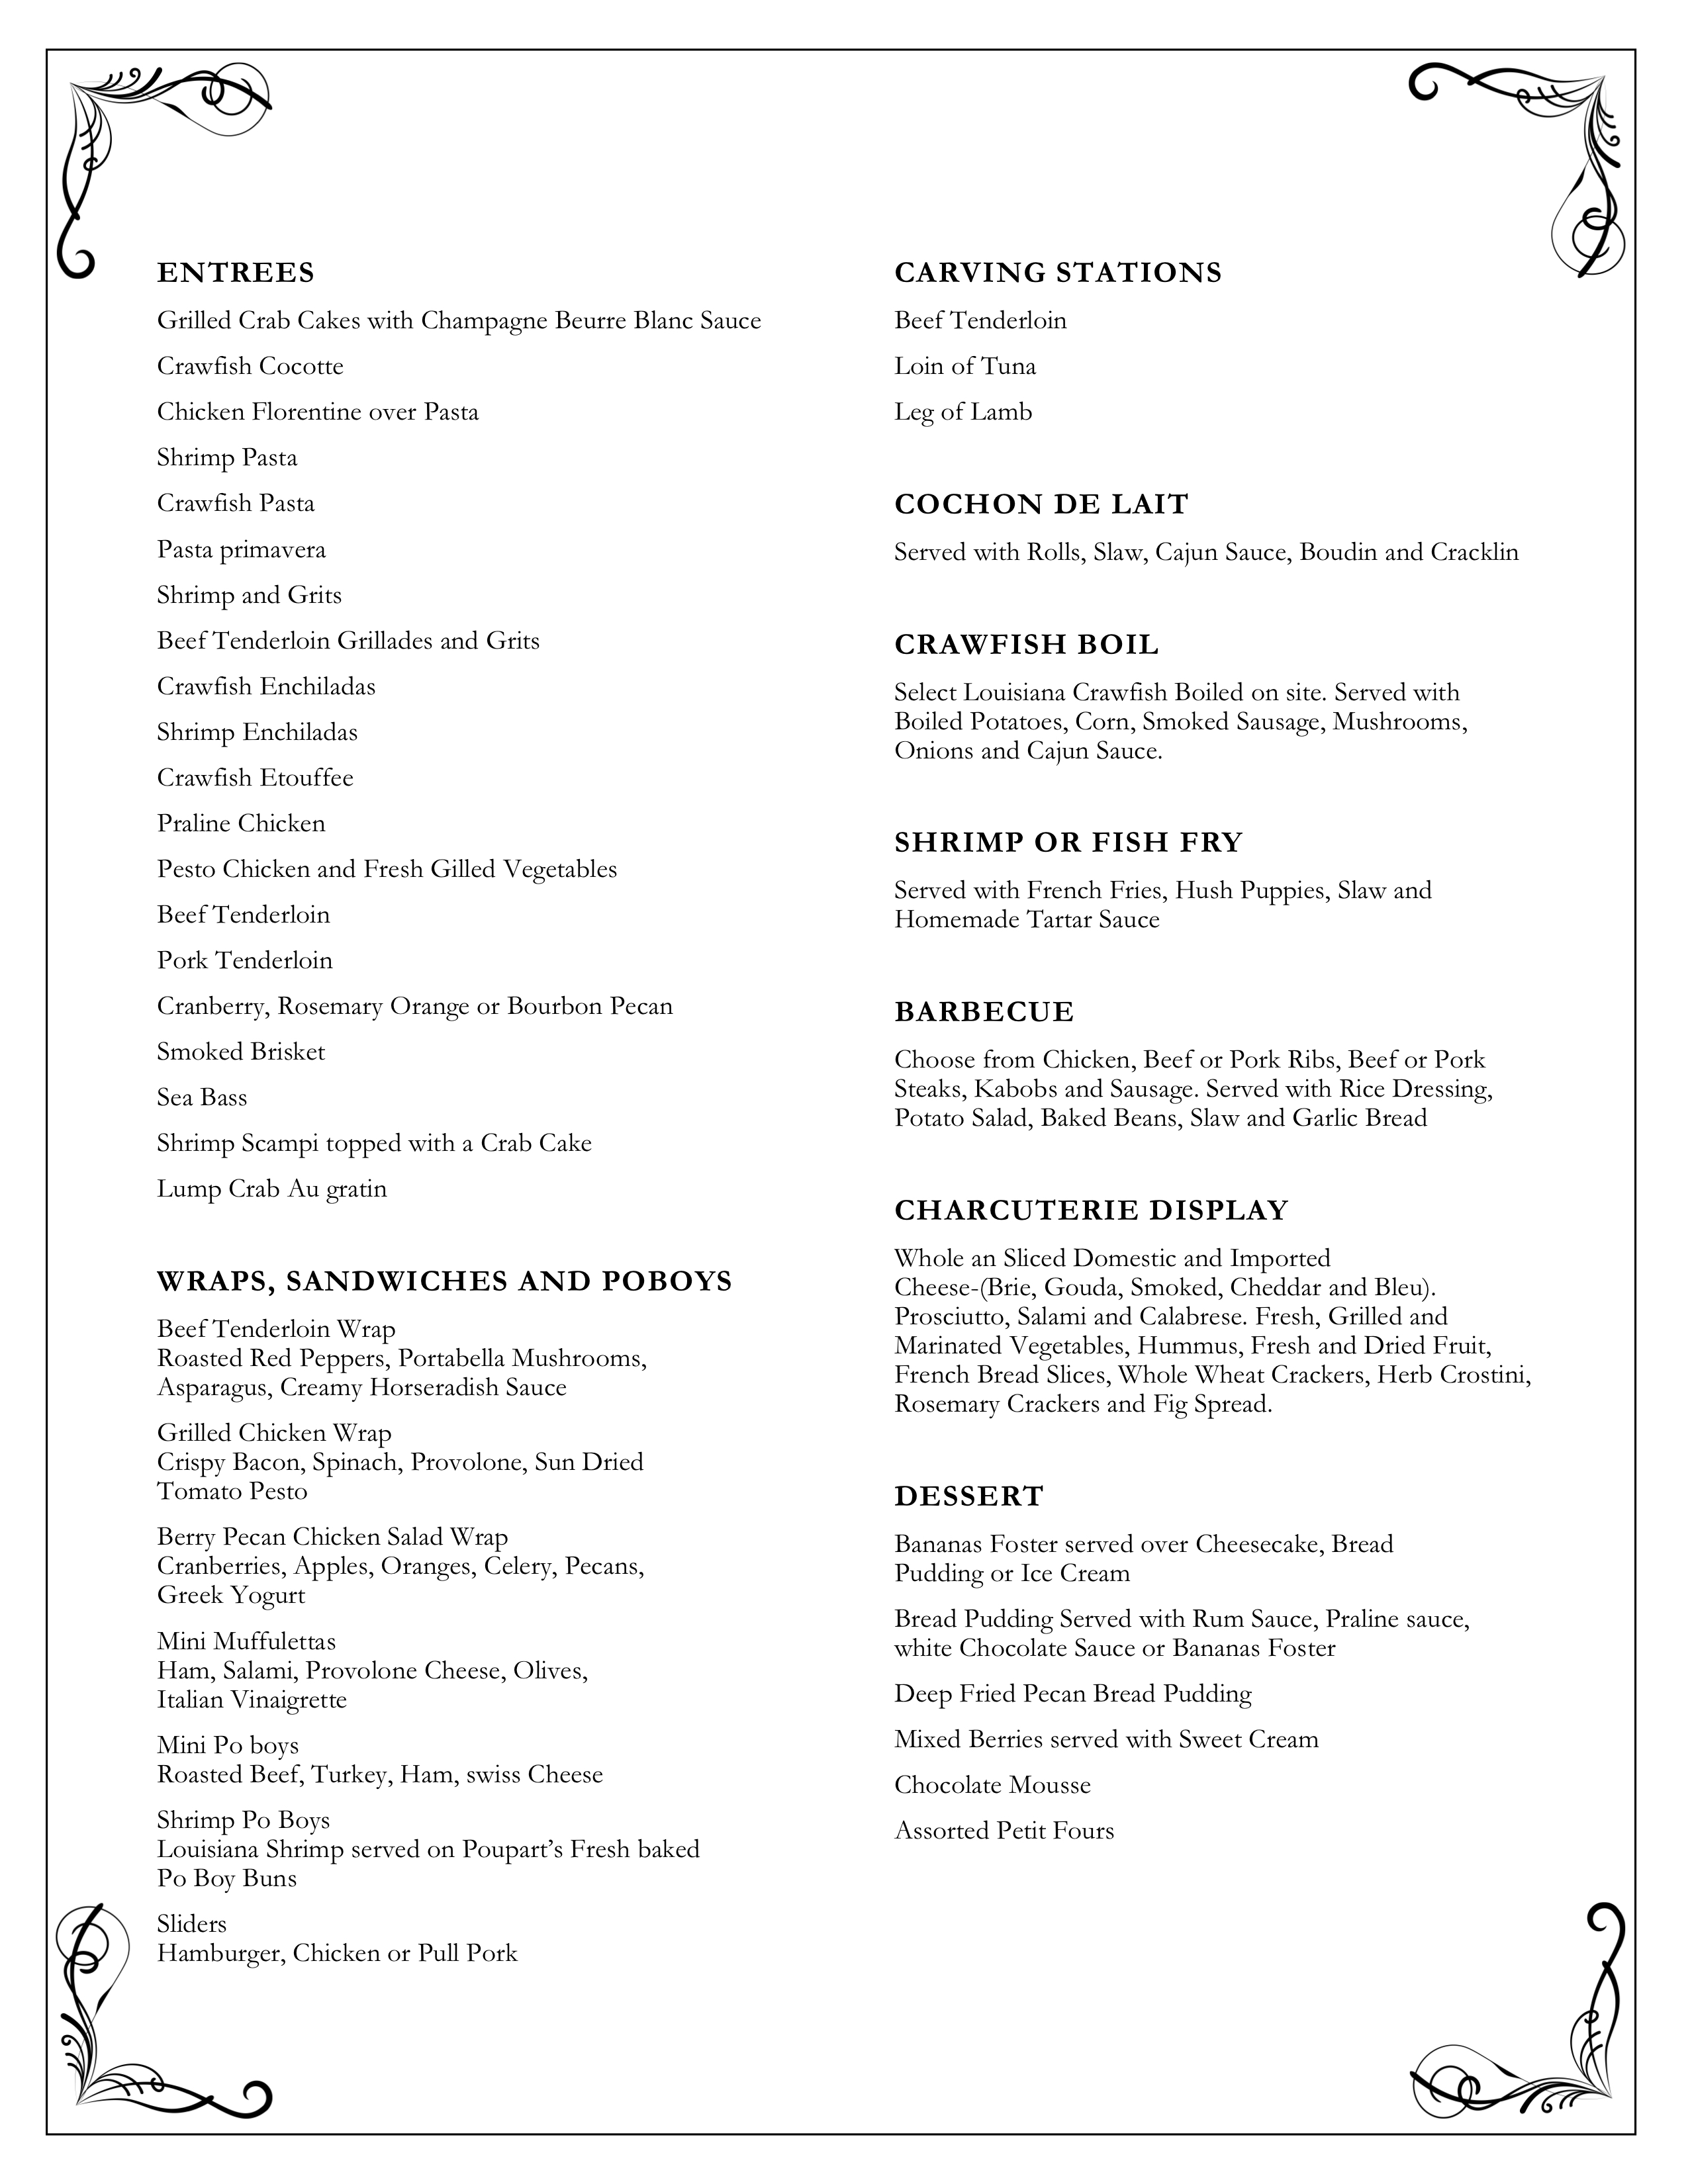 ENTREES
Grilled Crab Cakes with Champagne Beurre Blanc Sauce
Crawfish Cocotte
Chicken Florentine over Pasta
Shrimp Pasta
Crawfish Pasta
Pasta primavera
Shrimp and Grits
Beef Tenderloin Grillades and Grits
Crawfish Enchiladas
Shrimp Enchiladas
Crawfish Etouffee
Praline Chicken
Pesto Chicken and Fresh Gilled Vegetables
Beef Tenderloin
Pork Tenderloin
Cranberry, Rosemary Orange or Bourbon Pecan
Smoked Brisket
Sea Bass
Shrimp Scampi topped with a Crab Cake
Lump Crab Au gratin
WRAPS, SANDWICHES AND POBOYS
Beef Tenderloin Wrap
Roasted Red Peppers, Portabella Mushrooms,
Asparagus, Creamy Horseradish Sauce
Grilled Chicken Wrap
Crispy Bacon, Spinach, Provolone, Sun Dried
Tomato Pesto
Berry Pecan Chicken Salad Wrap
Cranberries, Apples, Oranges, Celery, Pecans,
Greek Yogurt
Mini Muffulettas
Ham, Salami, Provolone Cheese, Olives,
Italian Vinaigrette
Mini Po boys
Roasted Beef, Turkey, Ham, swiss Cheese
Shrimp Po Boys
Louisiana Shrimp served on Poupart’s Fresh baked
Po Boy Buns
Sliders
Hamburger, Chicken or Pull Pork
CARVING STATIONS
Beef Tenderloin
Loin of Tuna
Leg of Lamb
COCHON DE LAIT
Served with Rolls, Slaw, Cajun Sauce, Boudin and Cracklin
CRAWFISH BOIL
Select Louisiana Crawfish Boiled on site. Served with
Boiled Potatoes, Corn, Smoked Sausage, Mushrooms,
Onions and Cajun Sauce.
SHRIMP OR FISH FRY
Served with French Fries, Hush Puppies, Slaw and
Homemade Tartar Sauce
BARBECUE
Choose from Chicken, Beef or Pork Ribs, Beef or Pork
Steaks, Kabobs and Sausage. Served with Rice Dressing,
Potato Salad, Baked Beans, Slaw and Garlic Bread
CHARCUTERIE DISPLAY
Whole an Sliced Domestic and Imported
Cheese-(Brie, Gouda, Smoked, Cheddar and Bleu).
Prosciutto, Salami and Calabrese. Fresh, Grilled and
Marinated Vegetables, Hummus, Fresh and Dried Fruit,
French Bread Slices, Whole Wheat Crackers, Herb Crostini,
Rosemary Crackers and Fig Spread.
DESSERT
Bananas Foster served over Cheesecake, Bread
Pudding or Ice Cream
Bread Pudding Served with Rum Sauce, Praline sauce,
white Chocolate Sauce or Bananas Foster
Deep Fried Pecan Bread Pudding
Mixed Berries served with Sweet Cream
Chocolate Mousse
Assorted Petit Fours